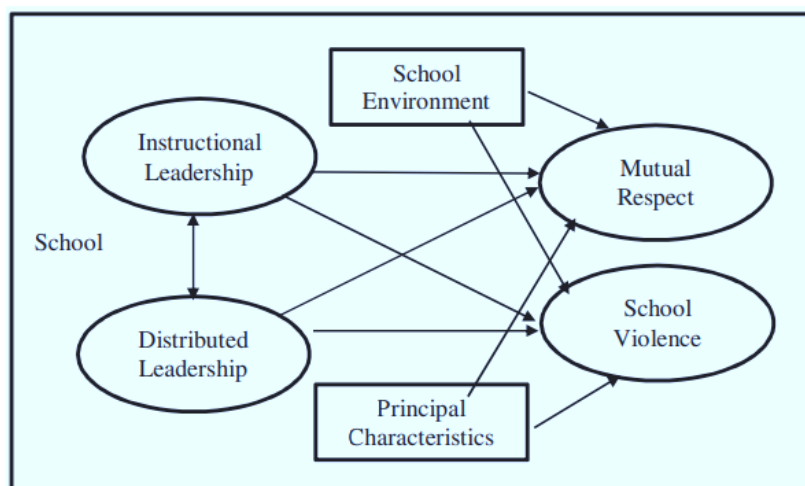 School
Environment
Instructional
Leadership
Mutual
Respect
School
Distributed
Leadership
School
Violence
Principal
Characteristics